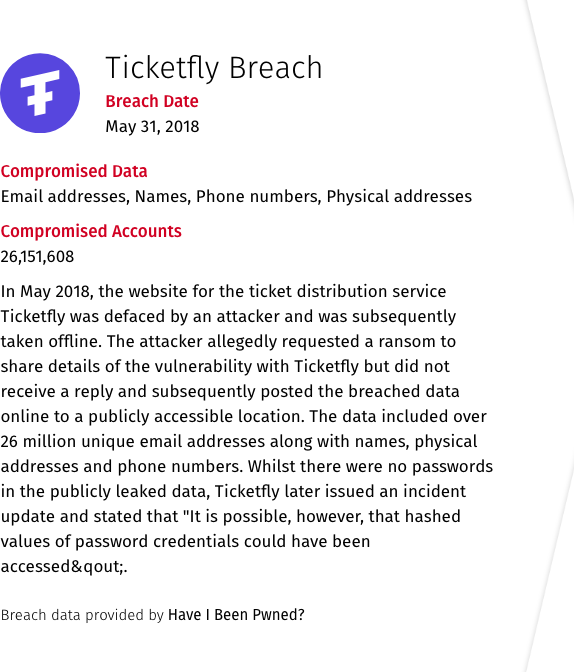 Ticketfly Breach
Breach Date
May 31, 2018
Compromised Data
Email addresses, Names, Phone numbers, Physical addresses
Compromised Accounts
26,151,608
In May 2018, the website for the ticket distribution service
Ticketfly was defaced by an attacker and was subsequently
taken offline. The attacker allegedly requested a ransom to
share details of the vulnerability with Ticketfly but did not
receive a reply and subsequently posted the breached data
online to a publicly accessible location. The data included over
26 million unique email addresses along with names, physical
addresses and phone numbers. Whilst there were no passwords
in the publicly leaked data, Ticketfly later issued an incident
update and stated that "It is possible, however, that hashed
values of password credentials could have been
accessed&qout;.
Breach data provided by Have I Been Pwned?